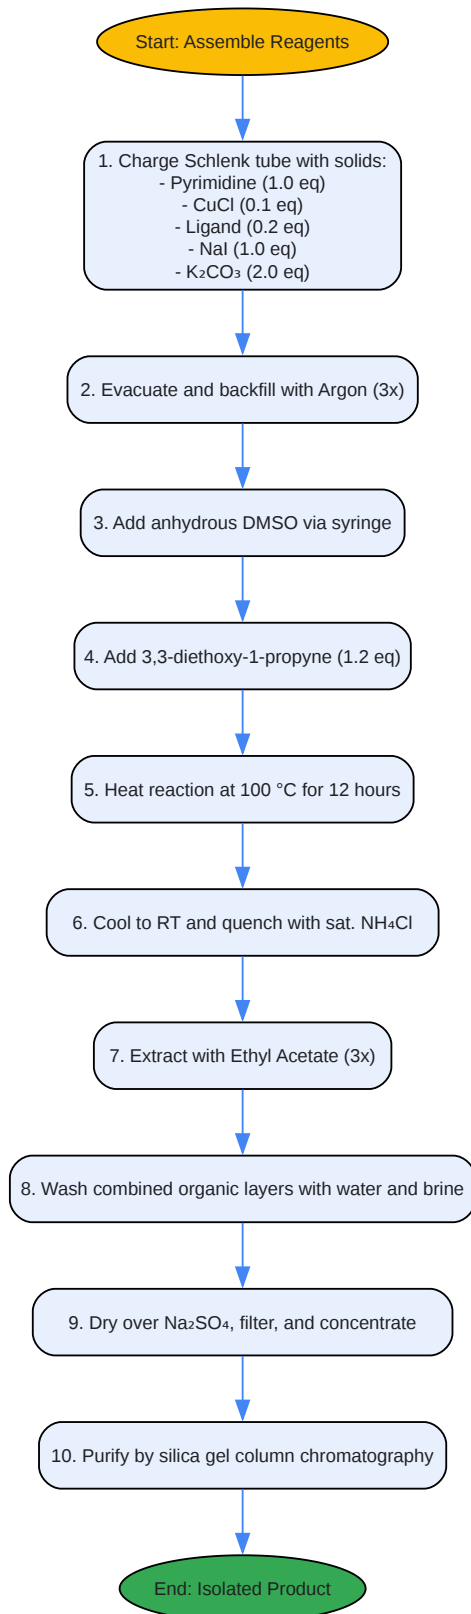 Start: Assemble Reagents
1. Charge Schlenk tube with solids:
- Pyrimidine (1.0 eq)
- CuCl (0.1 eq)
- Ligand (0.2 eq)
- NaI (1.0 eq)
- K₂CO₃ (2.0 eq)
2. Evacuate and backfill with Argon (3x)
3. Add anhydrous DMSO via syringe
4. Add 3,3-diethoxy-1-propyne (1.2 eq)
5. Heat reaction at 100 °C for 12 hours
6. Cool to RT and quench with sat. NH₄Cl
7. Extract with Ethyl Acetate (3x)
8. Wash combined organic layers with water and brine
9. Dry over Na₂SO₄, filter, and concentrate
10. Purify by silica gel column chromatography
End: Isolated Product